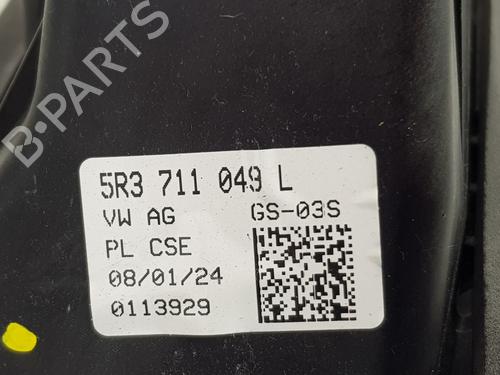 B-PARTS
5R3 711 049 L
VW AG GS-03S
PL CSE
08/01/24
0113929